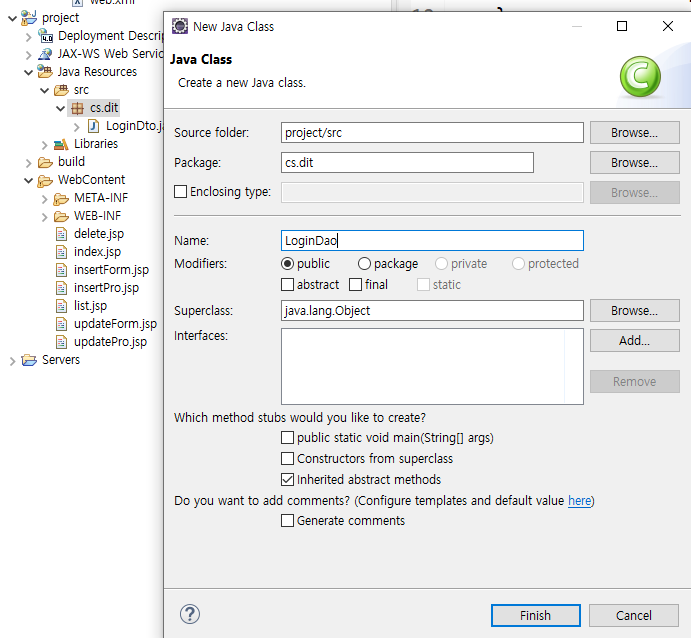 web.xml
project
Deployment Descrip
JAX-WS Web Servic
Java Resources
src
cs.dit
LoginDto.ja
Libraries
build
WebContent
META-INF
WEB-INF
delete.jsp
index.jsp
insertForm.jsp
insertPro.jsp
list.jsp
updateForm.jsp
updatePro.jsp
Servers
New Java Class
Java Class
Create a new Java class.
Source folder: project/src Browse...
Package: cs.dit Browse...
Enclosing type: Browse...
Name: LoginDao
Modifiers: public package private protected
abstract final static
Superclass: java.lang.Object Browse...
Interfaces: Add...
Remove
Which method stubs would you like to create?
public static void main(String[] args)
Constructors from superclass
Inherited abstract methods
Do you want to add comments? (Configure templates and default value here)
Generate comments
Finish Cancel